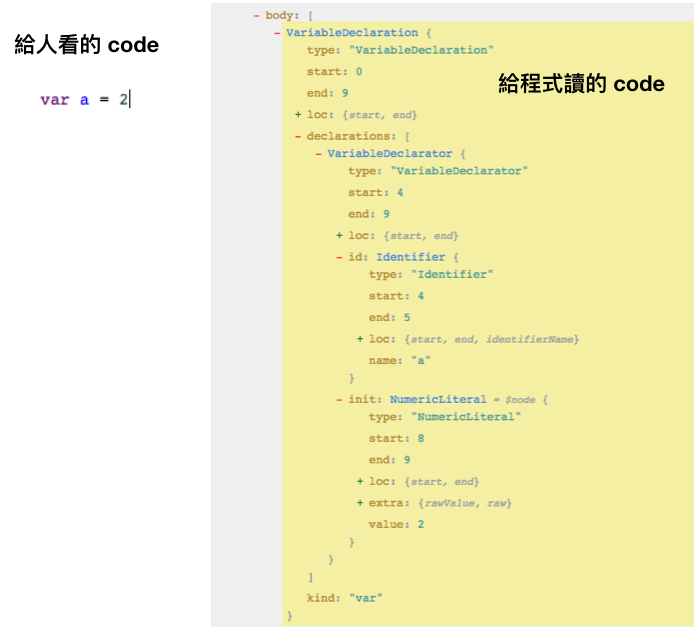 給人看的 code
var a = 2
給程式讀的 code
- body: [
- VariableDeclaration {
type: "VariableDeclaration"
start: 0
end: 9
+ loc: {start, end}
- declarations: [
- VariableDeclarator {
type: "VariableDeclarator"
start: 4
end: 9
+ loc: {start, end}
- id: Identifier {
type: "Identifier"
start: 4
end: 5
+ loc: {start, end, identifierName}
name: "a"
}
- init: NumericLiteral = $node {
type: "NumericLiteral"
start: 8
end: 9
+ loc: {start, end}
+ extra: {rawValue, raw}
value: 2
}
}
]
kind: "var"
}